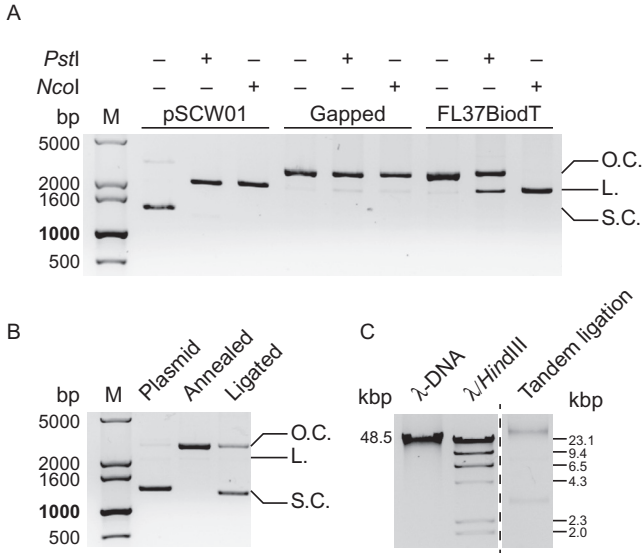 A
PstI – + – – + – – + –
NcoI – – + – – + – – +
bp M pSCW01 Gapped FL37BiodT
5000
2000
1600
1000
500
O.C.
L.
S.C.
B
bp M Plasmid Annealed Ligated
5000
2000
1600
1000
500
O.C.
L.
S.C.
C
kbp λ-DNA λ/HindIII Tandem ligation kbp
48.5
23.1
9.4
6.5
4.3
2.3
2.0